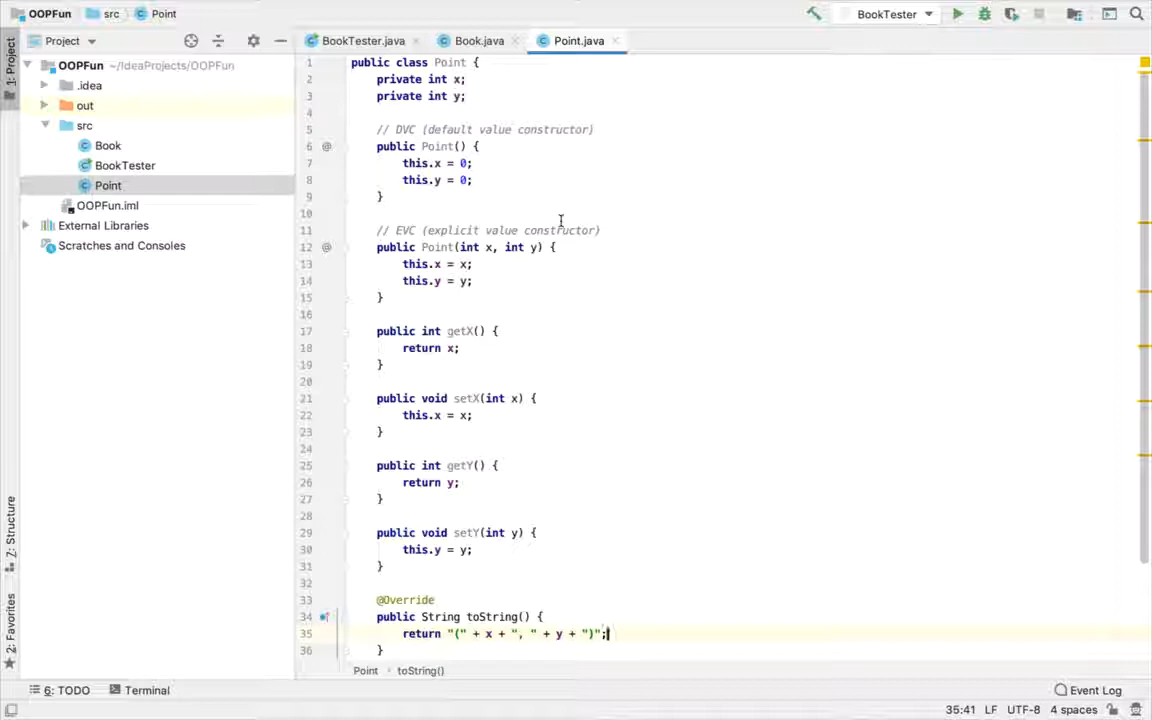 OOPFun src Point BookTester
1: Project
Project
BookTester.java Book.java Point.java
OOPFun ~/IdeaProjects/OOPFun
.idea
out
src
Book
BookTester
Point
OOPFun.iml
External Libraries
Scratches and Consoles
1 public class Point {
2 private int x;
3 private int y;
4
5 // DVC (default value constructor)
6 @ public Point() {
7 this.x = 0;
8 this.y = 0;
9 }
10
11 // EVC (explicit value constructor)
12 @ public Point(int x, int y) {
13 this.x = x;
14 this.y = y;
15 }
16
17 public int getX() {
18 return x;
19 }
20
21 public void setX(int x) {
22 this.x = x;
23 }
24
25 public int getY() {
26 return y;
27 }
28
29 public void setY(int y) {
30 this.y = y;
31 }
32
33 @Override
34 public String toString() {
35 return "(" + x + ", " + y + ")";
36 }
Z: Structure
2: Favorites
Point toString()
6: TODO Terminal Event Log
35:41 LF UTF-8 4 spaces